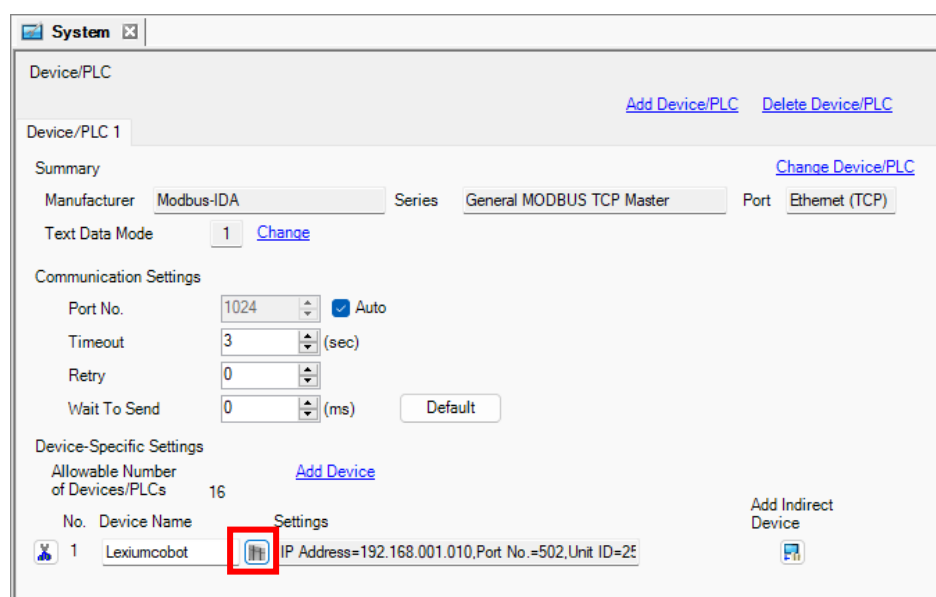 System
Device/PLC
Add Device/PLC Delete Device/PLC
Device/PLC 1
Summary Change Device/PLC
Manufacturer Modbus-IDA Series General MODBUS TCP Master Port Ethernet (TCP)
Text Data Mode 1 Change
Communication Settings
Port No. 1024 Auto
Timeout 3 (sec)
Retry 0
Wait To Send 0 (ms) Default
Device-Specific Settings
Allowable Number Add Device
of Devices/PLCs 16
Add Indirect
No. Device Name Settings Device
1 Lexiumcobot IP Address=192.168.001.010,Port No.=502,Unit ID=25